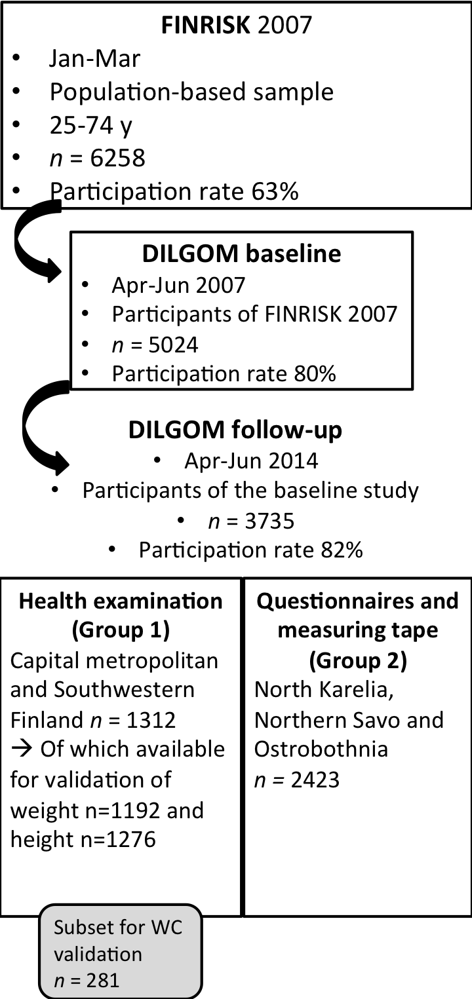 FINRISK 2007
• Jan-Mar
• Population-based sample
• 25-74 y
• n = 6258
• Participation rate 63%
DILGOM baseline
• Apr-Jun 2007
• Participants of FINRISK 2007
• n = 5024
• Participation rate 80%
DILGOM follow-up
• Apr-Jun 2014
• Participants of the baseline study
• n = 3735
• Participation rate 82%
Health examination
(Group 1)
Capital metropolitan
and Southwestern
Finland n = 1312
→ Of which available
for validation of
weight n=1192 and
height n=1276
Questionnaires and
measuring tape
(Group 2)
North Karelia,
Northern Savo and
Ostrobothnia
n = 2423
Subset for WC
validation
n = 281